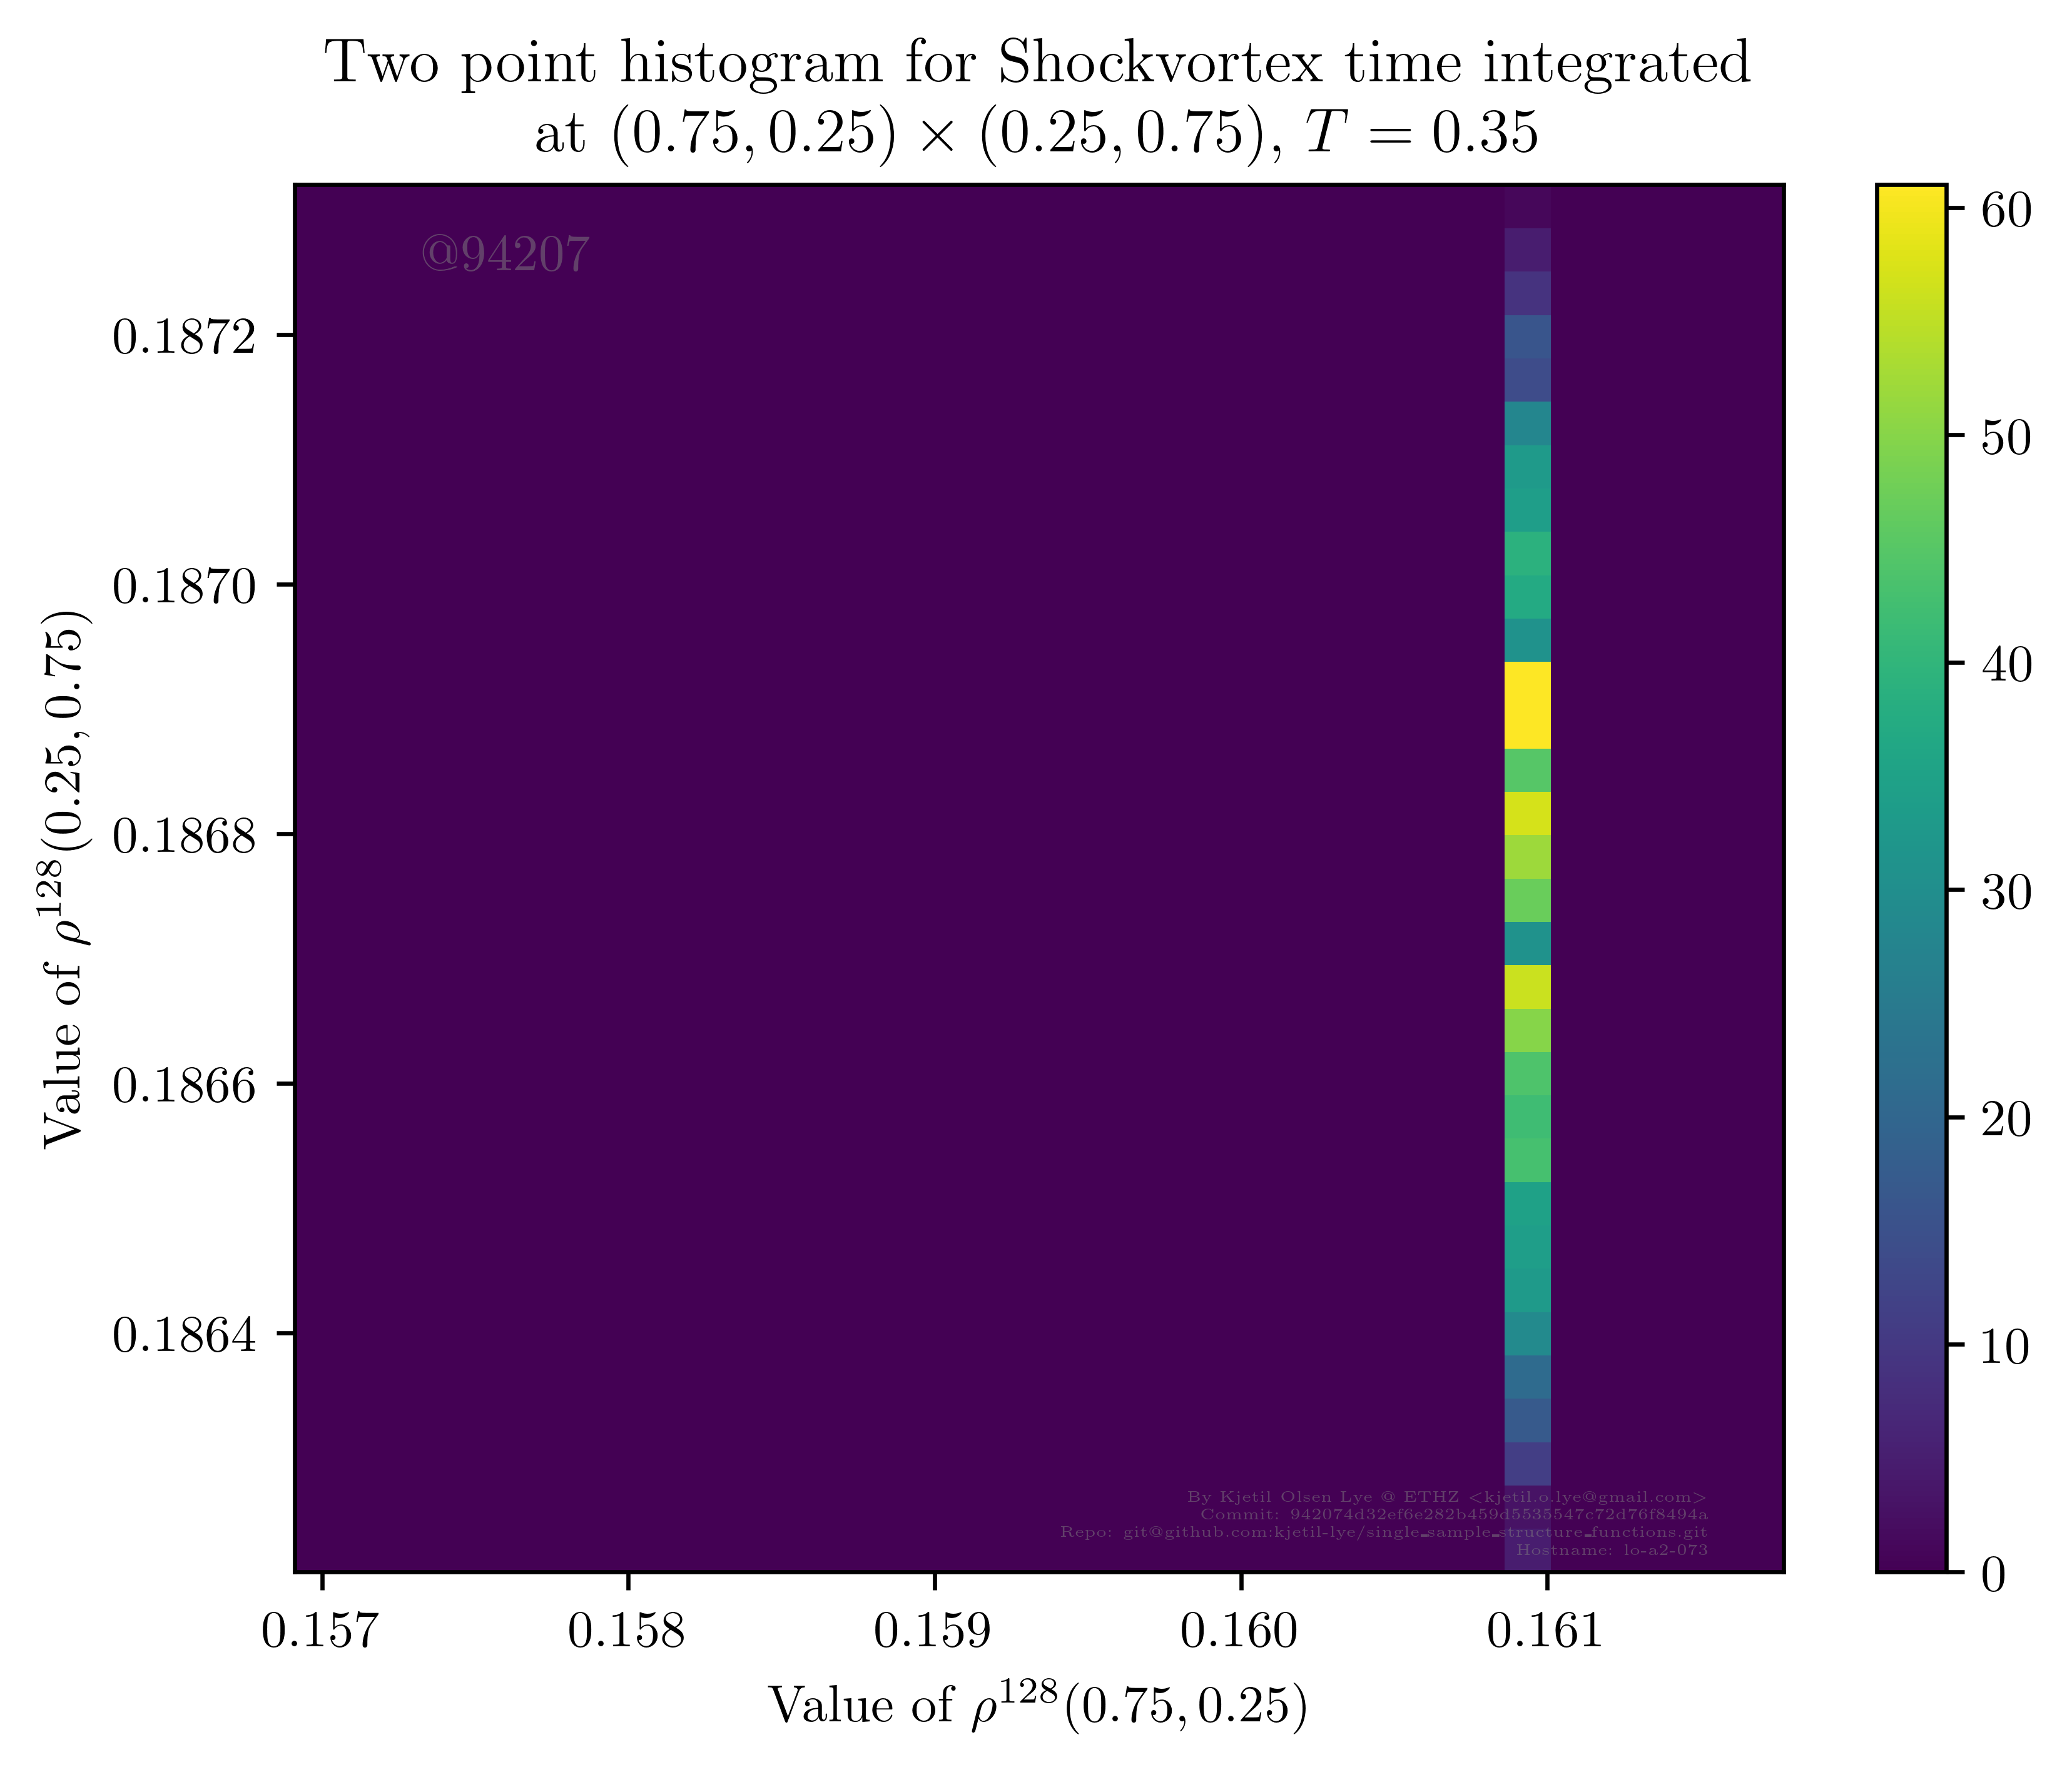 Two point histogram for Shockvortex time integrated
at (0.75, 0.25) × (0.25, 0.75), T = 0.35
@94207
0.1872
0.1870
0.1868
0.1866
0.1864
Value of ρ^128(0.25, 0.75)
60
50
40
30
20
10
0
By Kjetil Olsen Lye @ ETHZ <kjetil.o.lye@gmail.com>
Commit: 942074d32ef6e282b459d5535547c72d76f8494a
Repo: git@github.com:kjetil-lye/single_sample_structure_functions.git
Hostname: lo-a2-073
0.157 0.158 0.159 0.160 0.161
Value of ρ^128(0.75, 0.25)